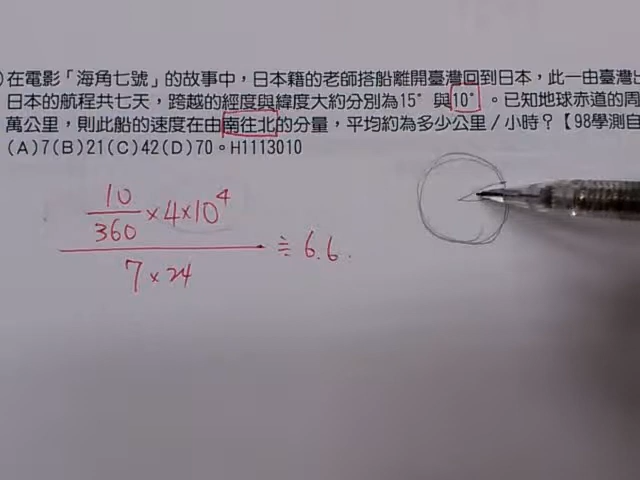 )在電影「海角七號」的故事中，日本籍的老師搭船離開臺灣回到日本，此一由臺灣出
日本的航程共七天，跨越的經度與緯度大約分別為15°與10°。已知地球赤道的周
萬公里，則此船的速度在由南往北的分量，平均約為多少公里／小時？【98學測自
(A)7(B)21(C)42(D)70。H1113010
10
360
×4×10⁴
7×24
≒6.6.